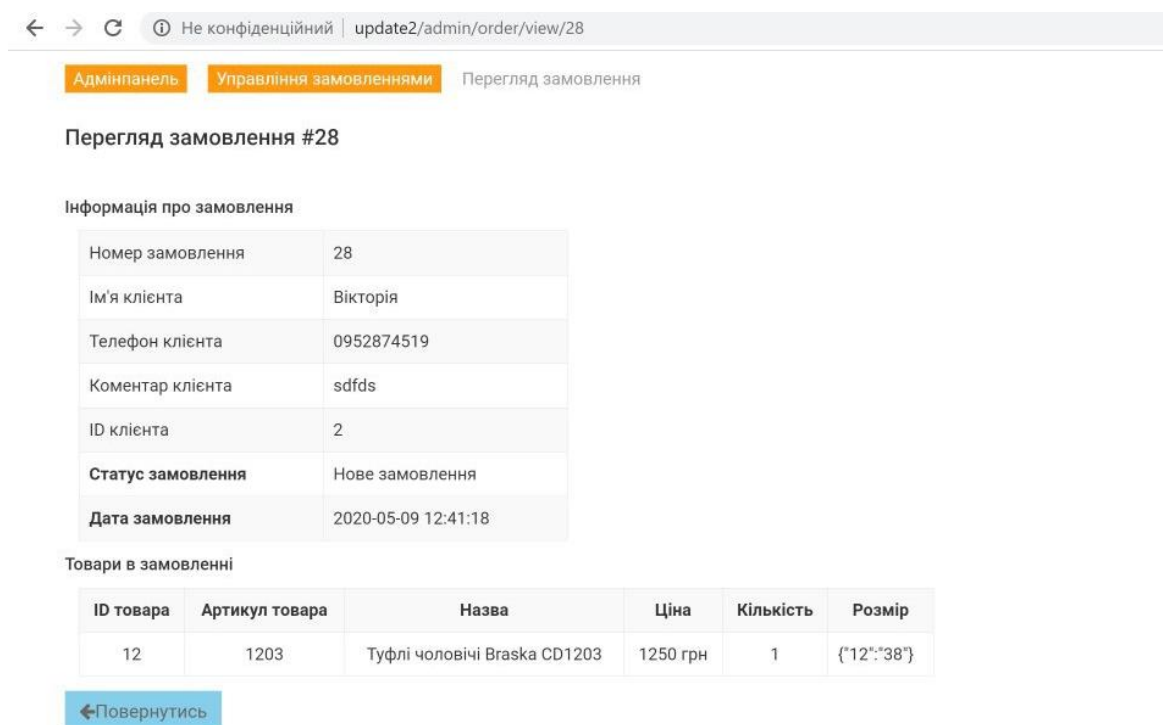 Не конфіденційний | update2/admin/order/view/28
Адмінпанель Управління замовленнями Перегляд замовлення
Перегляд замовлення #28
Інформація про замовлення
Номер замовлення 28
Ім'я клієнта Вікторія
Телефон клієнта 0952874519
Коментар клієнта sdfds
ID клієнта 2
Статус замовлення Нове замовлення
Дата замовлення 2020-05-09 12:41:18
Товари в замовленні
ID товара Артикул товара Назва Ціна Кількість Розмір
12 1203 Туфлі чоловічі Braska CD1203 1250 грн 1 {"12":"38"}
Повернутись